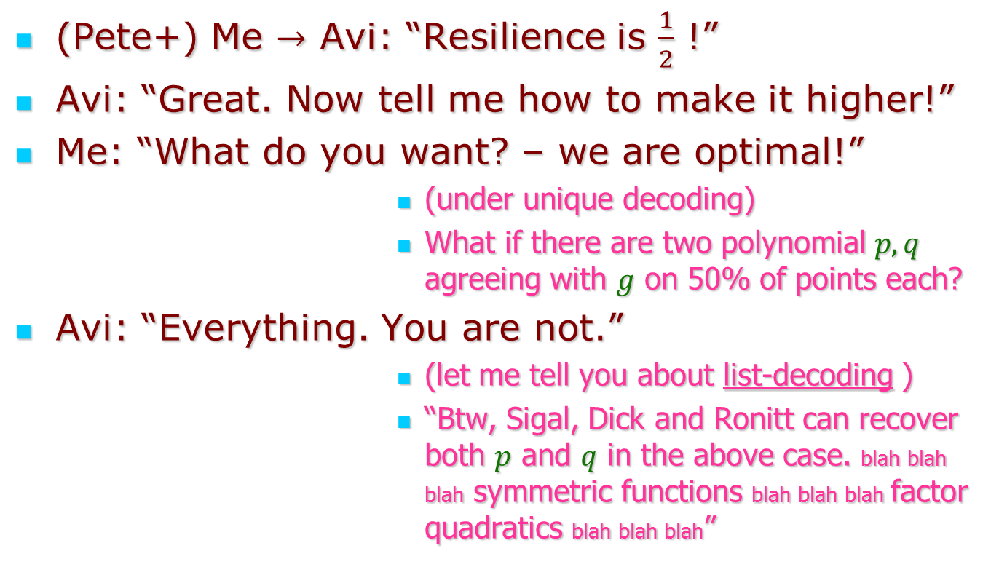 (Pete+) Me → Avi: “Resilience is 1/2 !”
Avi: “Great. Now tell me how to make it higher!”
Me: “What do you want? – we are optimal!”
(under unique decoding)
What if there are two polynomial p, q
agreeing with g on 50% of points each?
Avi: “Everything. You are not.”
(let me tell you about list-decoding )
“Btw, Sigal, Dick and Ronitt can recover
both p and q in the above case. blah blah
blah symmetric functions blah blah blah factor
quadratics blah blah blah”